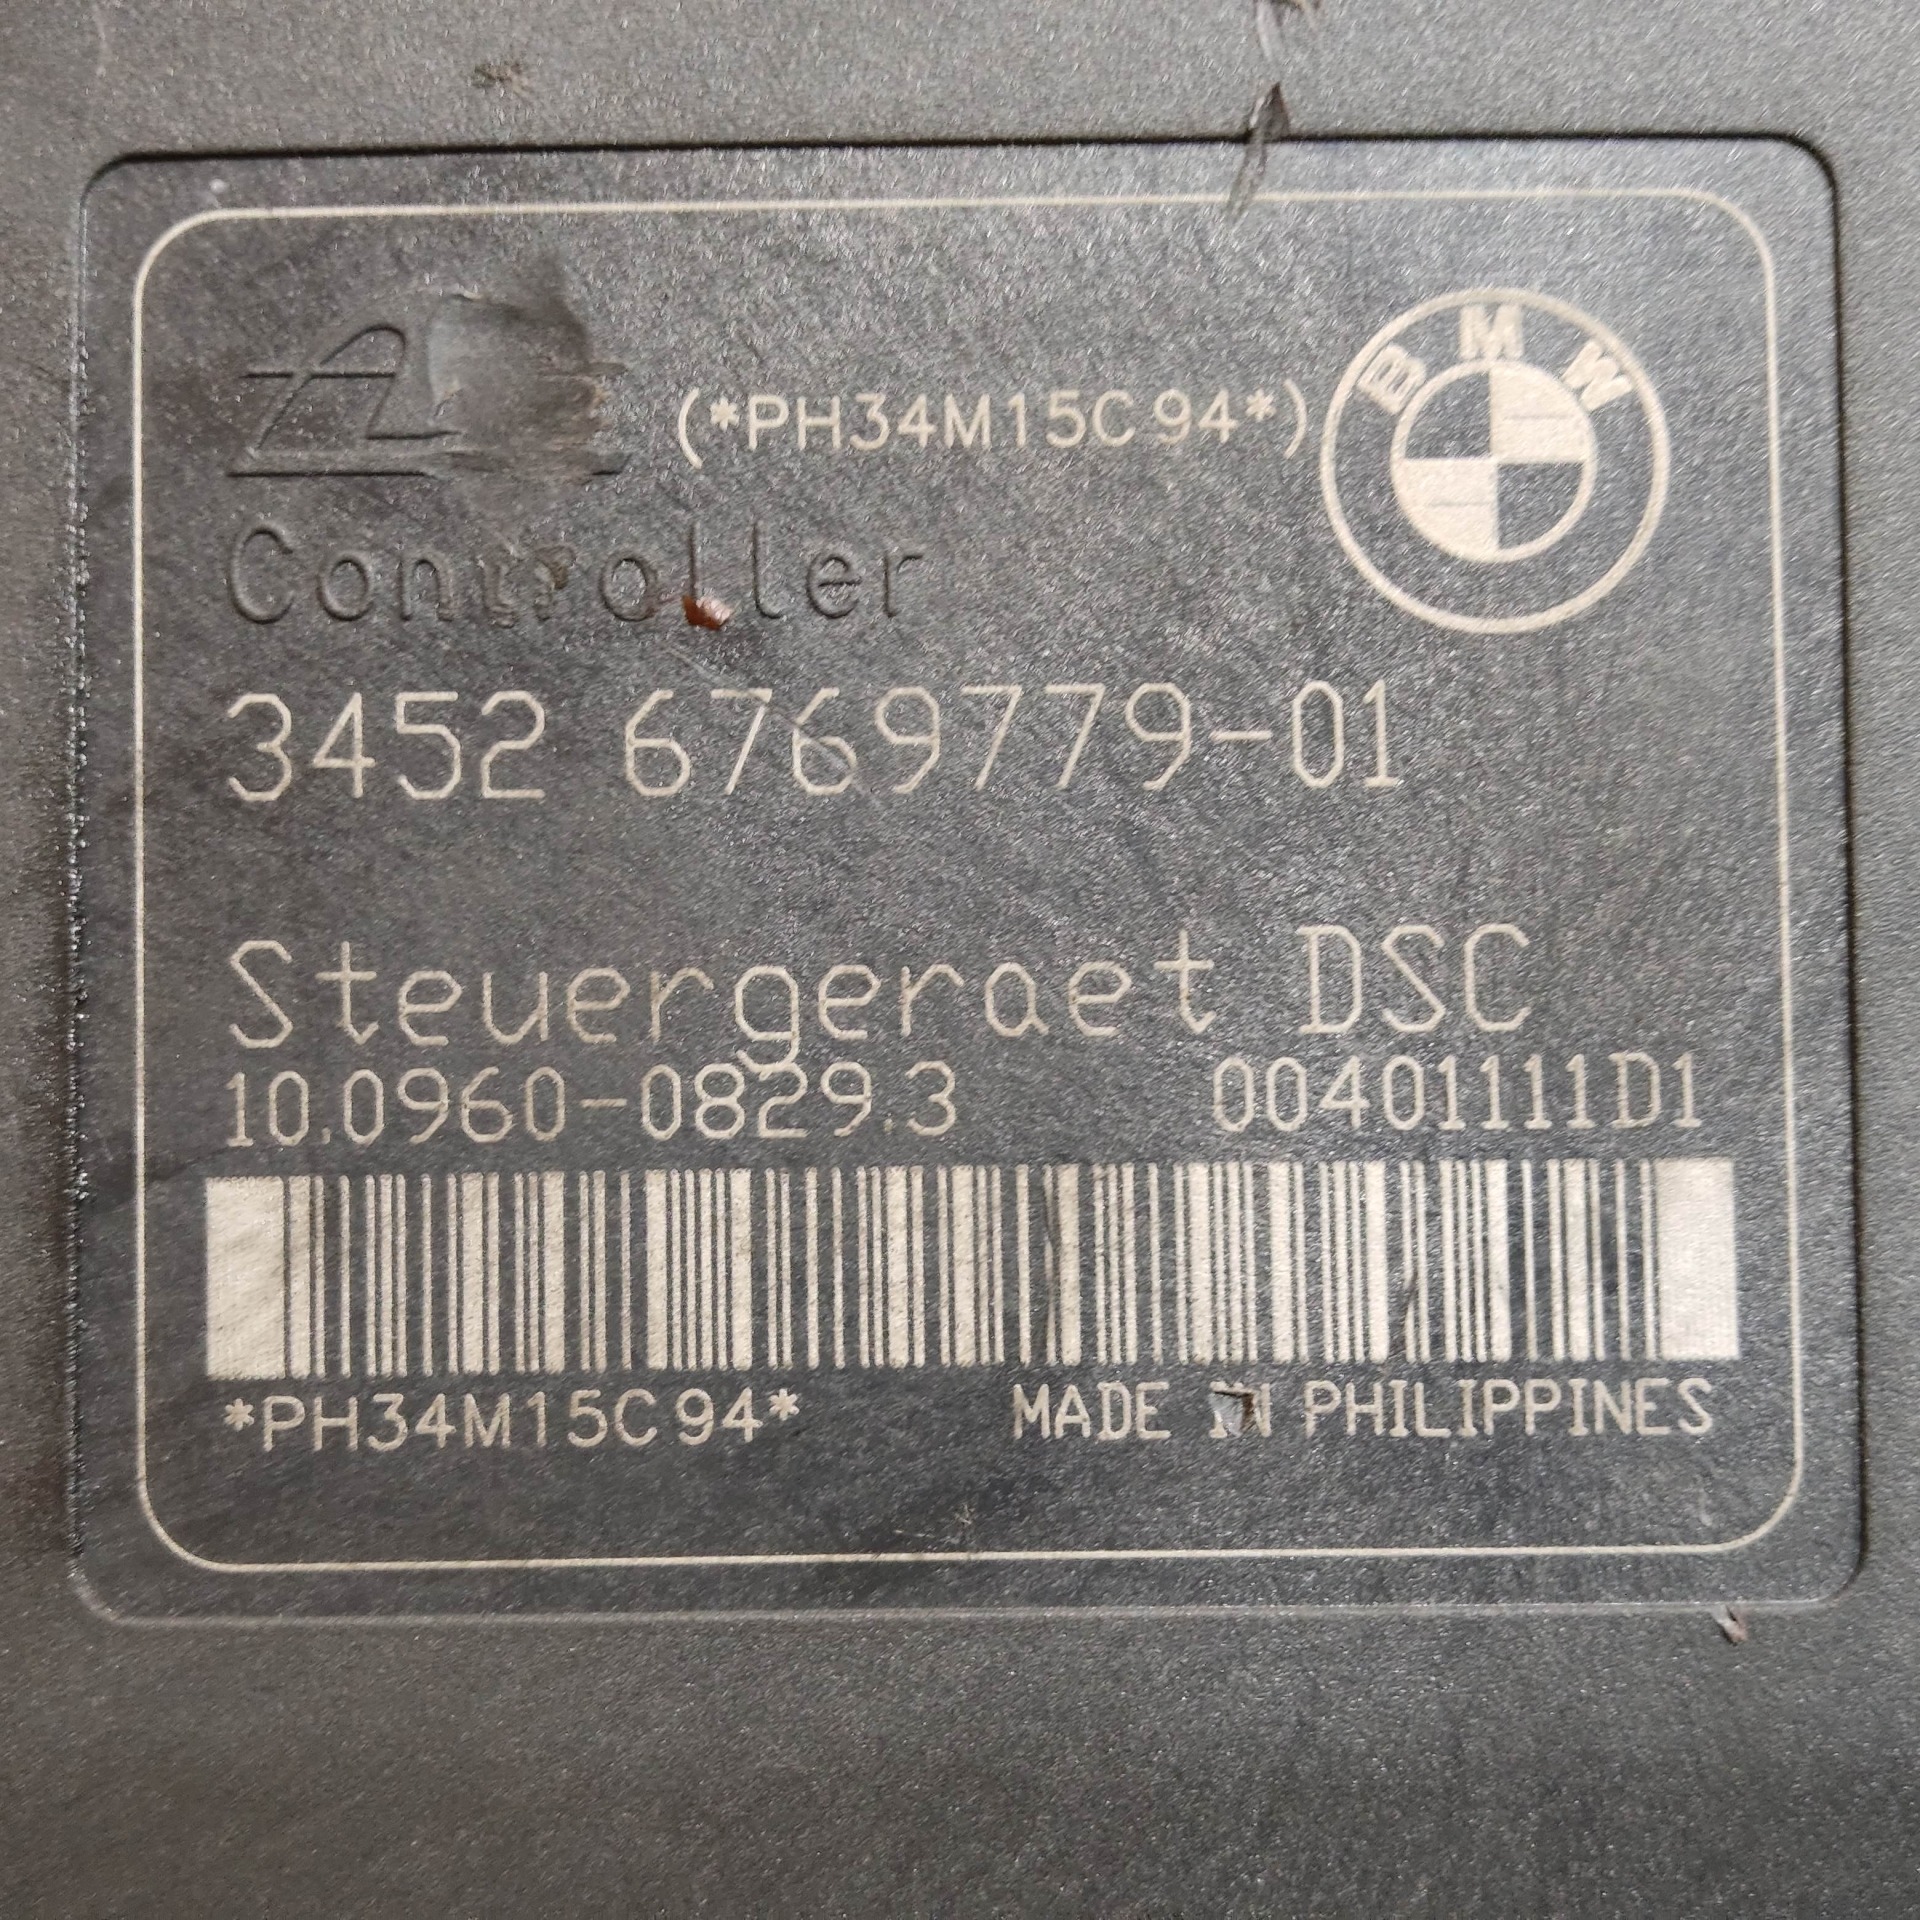 (*PH34M15C94*)
BMW
Controller
3452 6769779-01
Steuergeraet DSC
10.0960-0829.3 00401111D1
*PH34M15C94* MADE IN PHILIPPINES